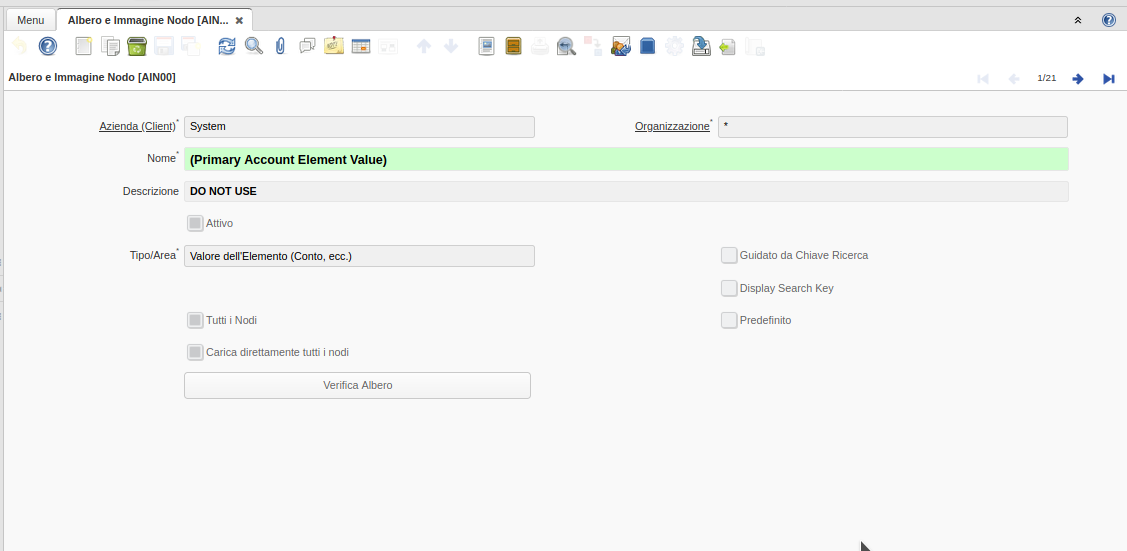 Menu
Albero e Immagine Nodo [AIN...
Albero e Immagine Nodo [AIN00]
1/21
Azienda (Client)* System
Organizzazione* *
Nome* (Primary Account Element Value)
Descrizione DO NOT USE
Attivo
Tipo/Area* Valore dell'Elemento (Conto, ecc.)
Guidato da Chiave Ricerca
Display Search Key
Tutti i Nodi
Predefinito
Carica direttamente tutti i nodi
Verifica Albero